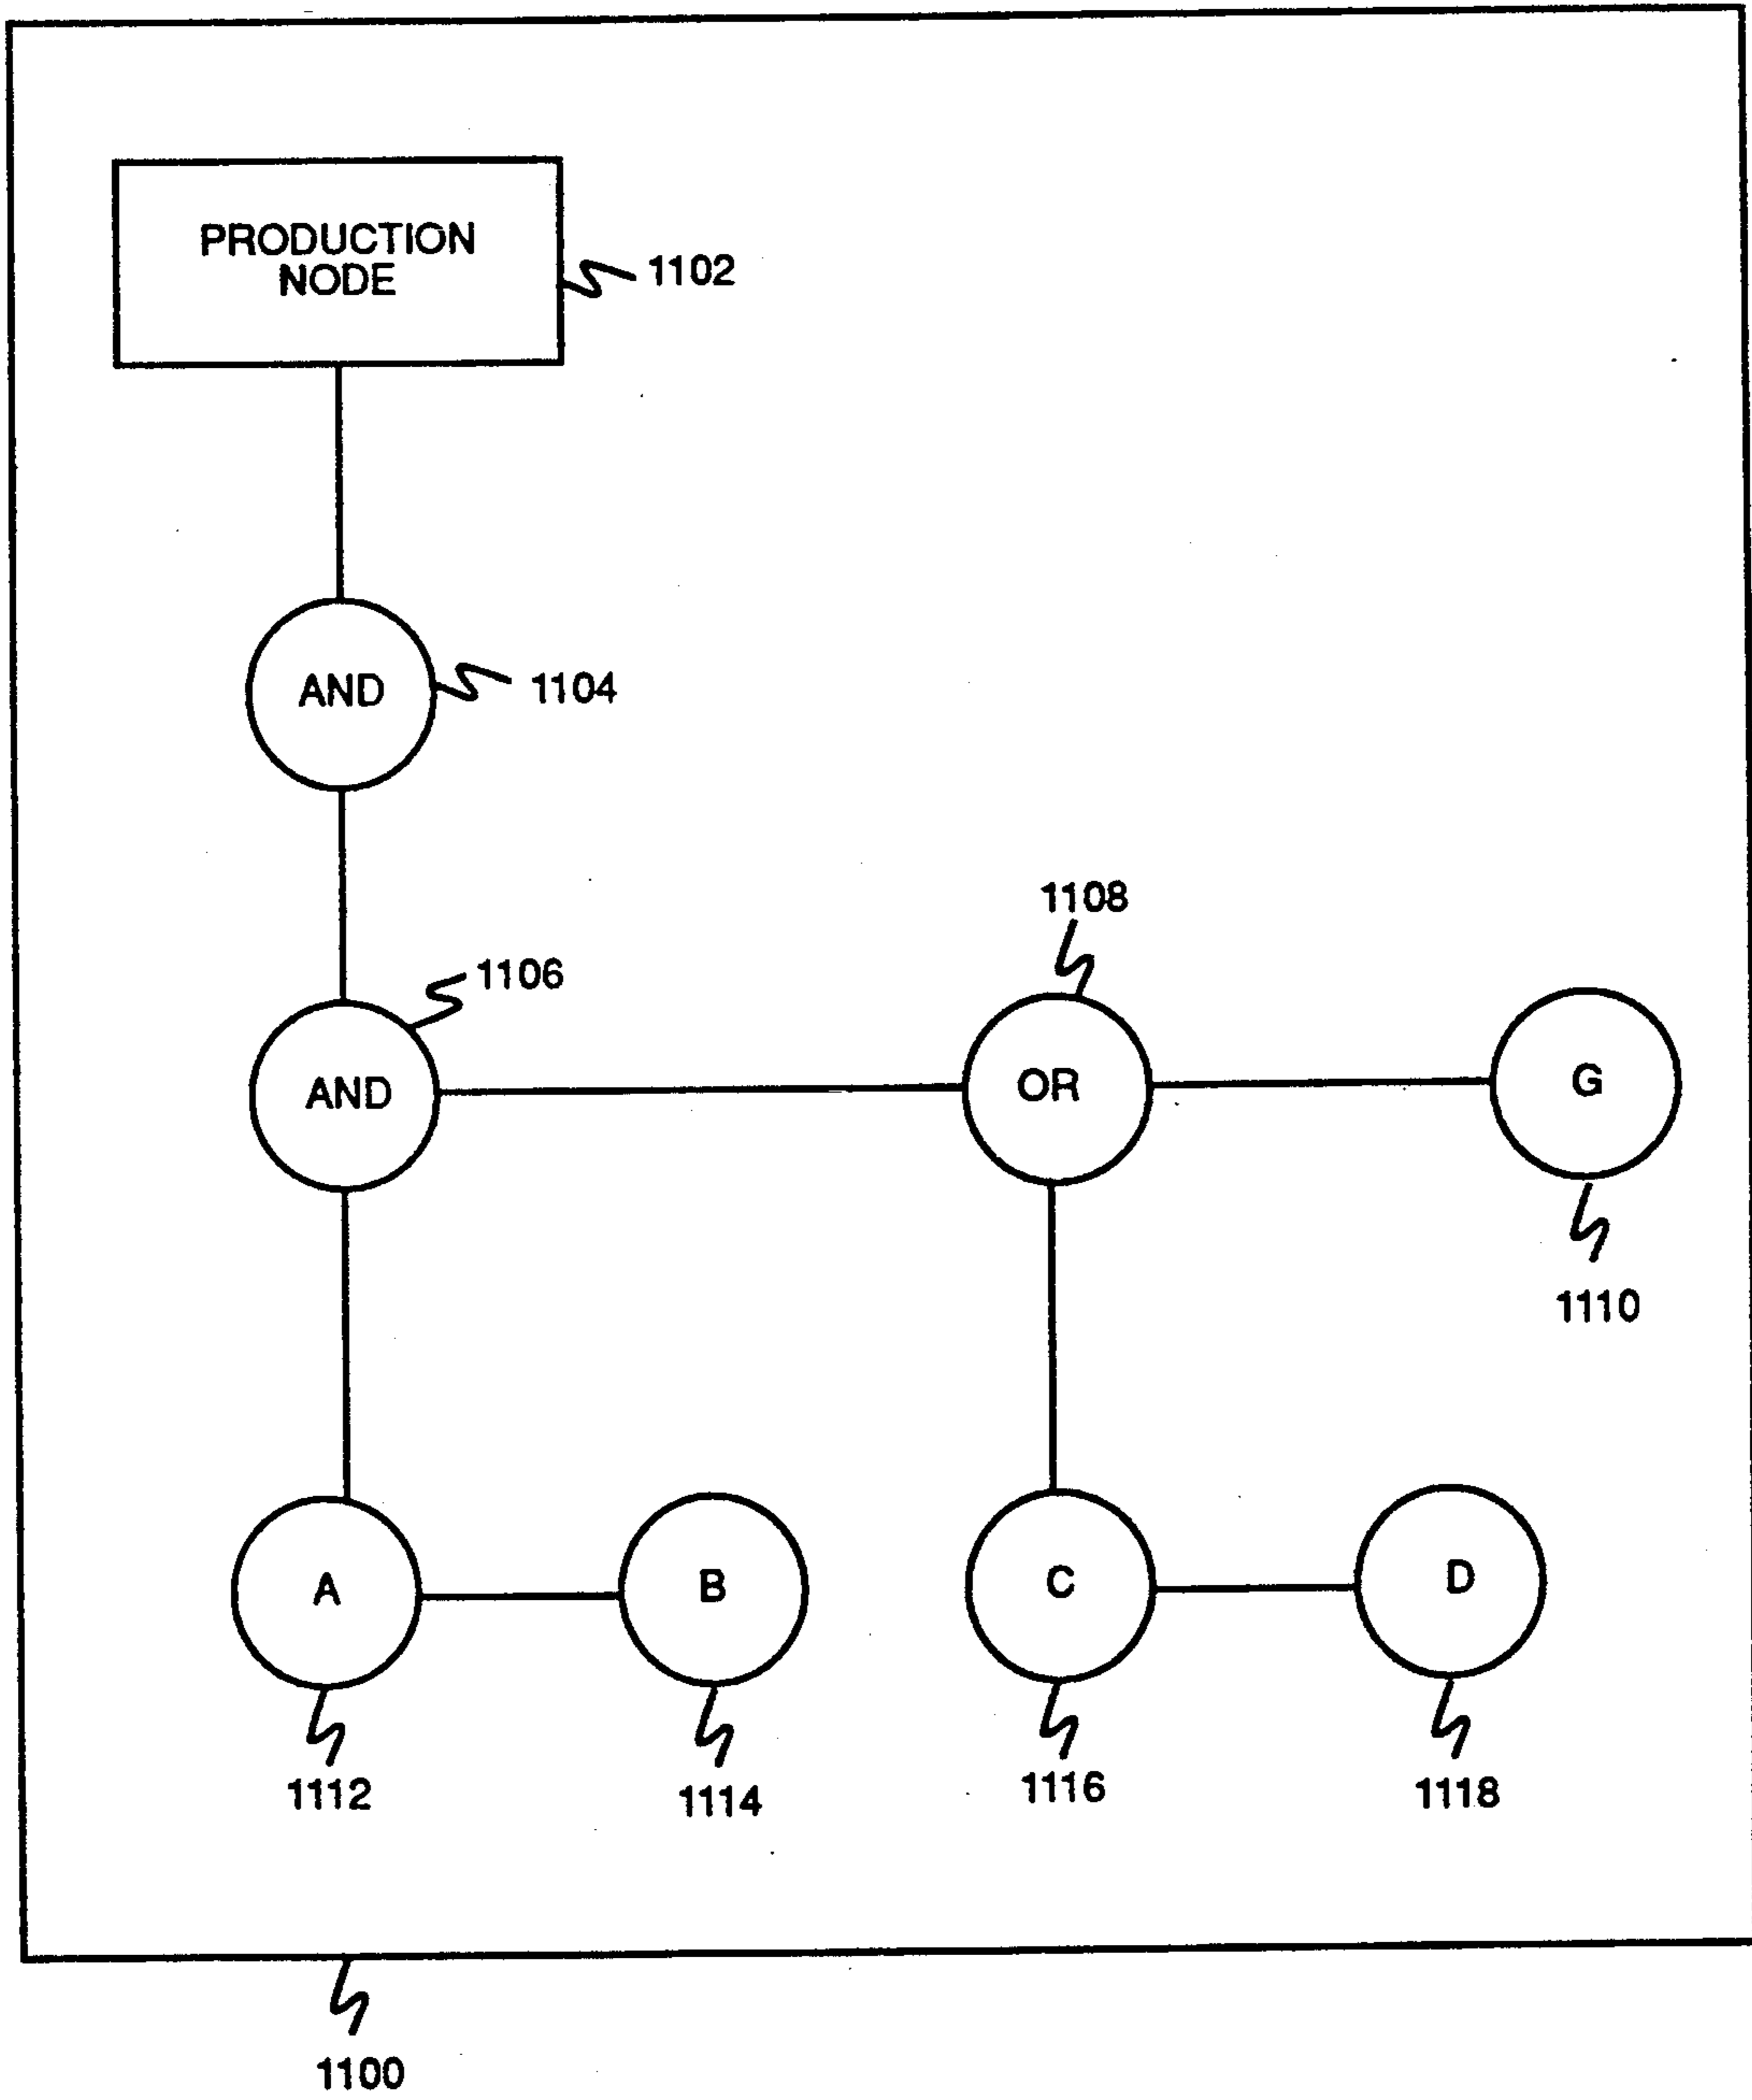 PRODUCTION
NODE
1102
AND
1104
1108
1106
AND
OR
G
1110
A
B
C
D
1112
1114
1116
1118
1100